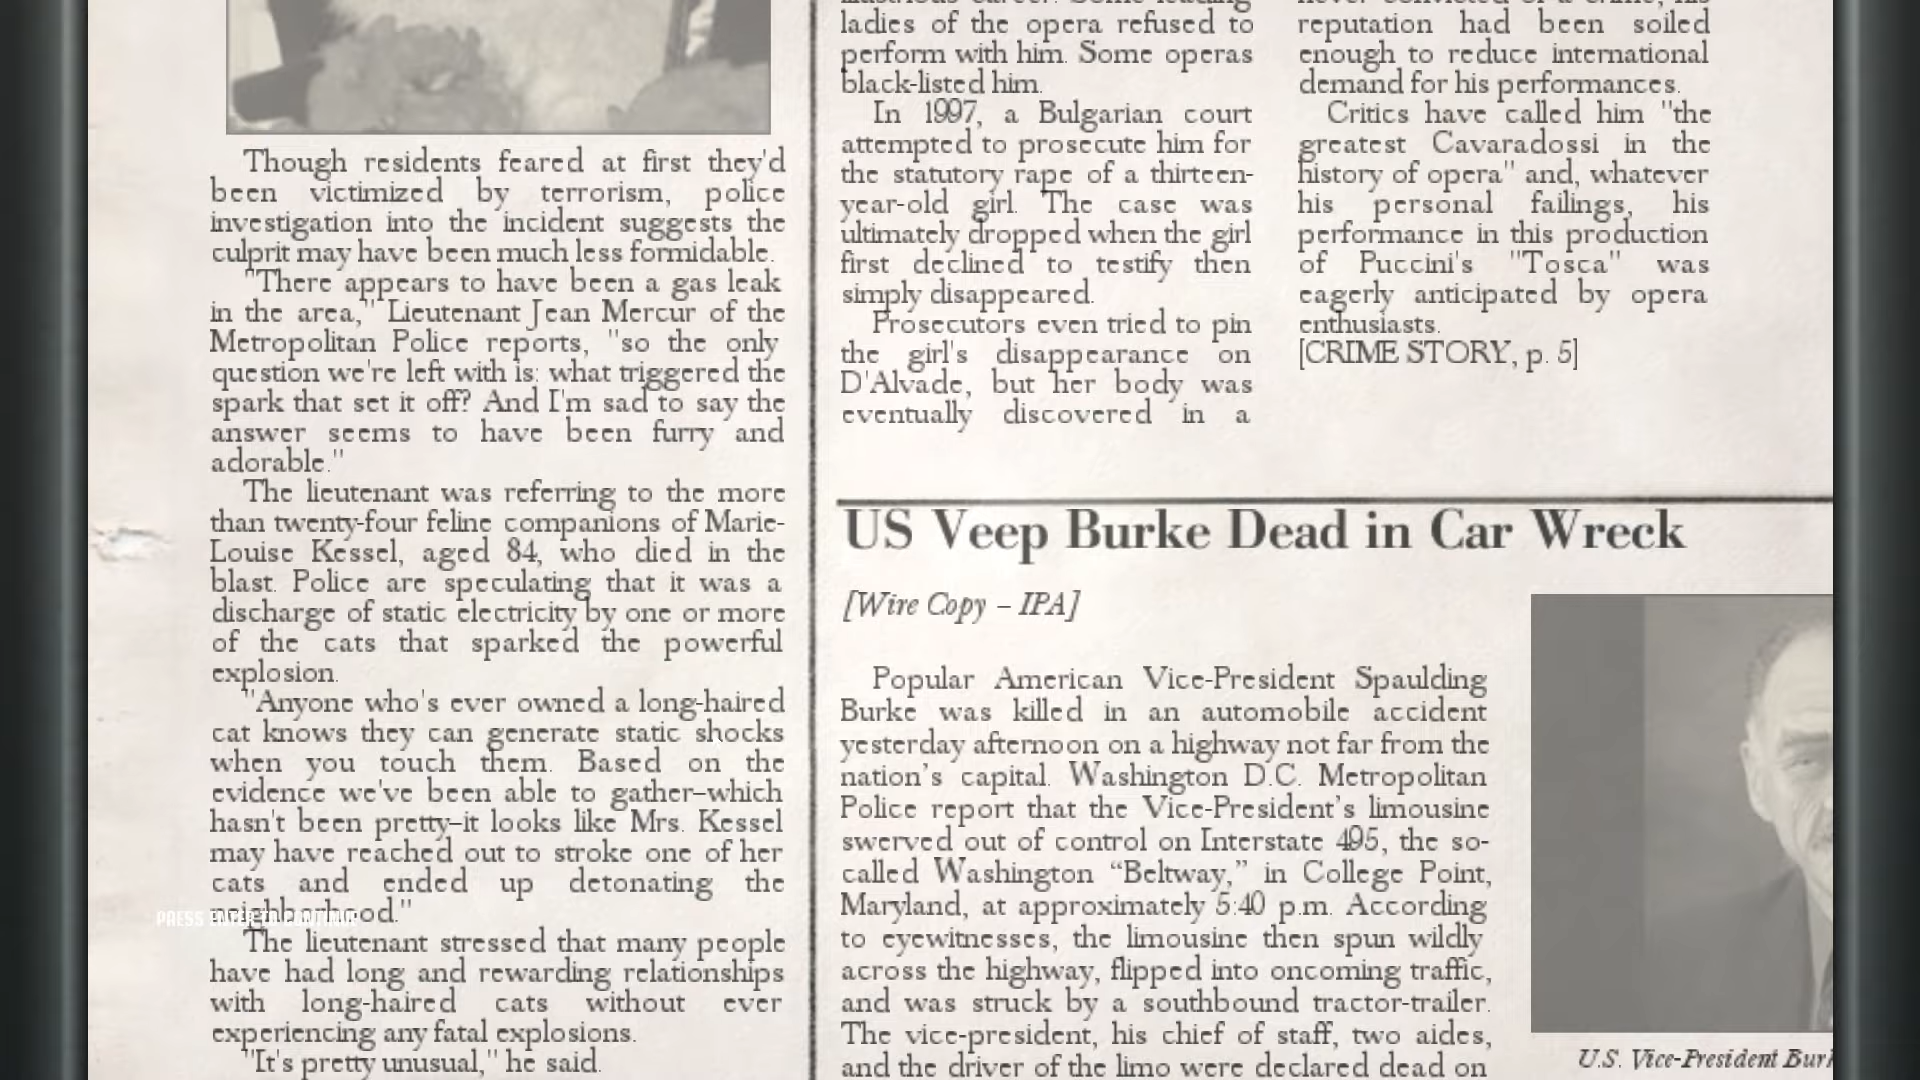 Though residents feared at first they'd
been victimized by terrorism, police
investigation into the incident suggests the
culprit may have been much less formidable.
"There appears to have been a gas leak
in the area," Lieutenant Jean Mercur of the
Metropolitan Police reports, "so the only
question we're left with is: what triggered the
spark that set it off? And I'm sad to say the
answer seems to have been furry and
adorable."
The lieutenant was referring to the more
than twenty-four feline companions of Marie-
Louise Kessel, aged 84, who died in the
blast. Police are speculating that it was a
discharge of static electricity by one or more
of the cats that sparked the powerful
explosion.
"Anyone who's ever owned a long-haired
cat knows they can generate static shocks
when you touch them. Based on the
evidence we've been able to gather–which
hasn't been pretty–it looks like Mrs. Kessel
may have reached out to stroke one of her
cats and ended up detonating the
neighborhood."
PRESS ENTER TO CONTINUE
The lieutenant stressed that many people
have had long and rewarding relationships
with long-haired cats without ever
experiencing any fatal explosions.
"It's pretty unusual," he said.
ladies of the opera refused to
perform with him. Some operas
black-listed him.
In 1997, a Bulgarian court
attempted to prosecute him for
the statutory rape of a thirteen-
year-old girl. The case was
ultimately dropped when the girl
first declined to testify then
simply disappeared.
Prosecutors even tried to pin
the girl's disappearance on
D'Alvade, but her body was
eventually discovered in a
reputation had been soiled
enough to reduce international
demand for his performances.
Critics have called him "the
greatest Cavaradossi in the
history of opera" and, whatever
his personal failings, his
performance in this production
of Puccini's "Tosca" was
eagerly anticipated by opera
enthusiasts.
[CRIME STORY, p. 5]
US Veep Burke Dead in Car Wreck
[Wire Copy – IPA]
Popular American Vice-President Spaulding
Burke was killed in an automobile accident
yesterday afternoon on a highway not far from the
nation’s capital. Washington D.C. Metropolitan
Police report that the Vice-President’s limousine
swerved out of control on Interstate 495, the so-
called Washington “Beltway,” in College Point,
Maryland, at approximately 5:40 p.m. According
to eyewitnesses, the limousine then spun wildly
across the highway, flipped into oncoming traffic,
and was struck by a southbound tractor-trailer.
The vice-president, his chief of staff, two aides,
and the driver of the limo were declared dead on
U.S. Vice-President